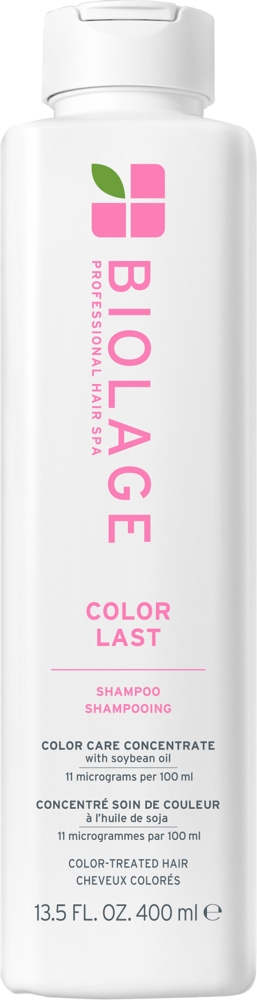 BIOLAGE
PROFESSIONAL HAIR SPA
COLOR
LAST
SHAMPOO
SHAMPOOING
COLOR CARE CONCENTRATE
with soybean oil
11 micrograms per 100 ml
CONCENTRÉ SOIN DE COULEUR
à l'huile de soja
11 microgrammes par 100 ml
COLOR-TREATED HAIR
CHEVEUX COLORÉS
13.5 FL. OZ. 400 ml ℮